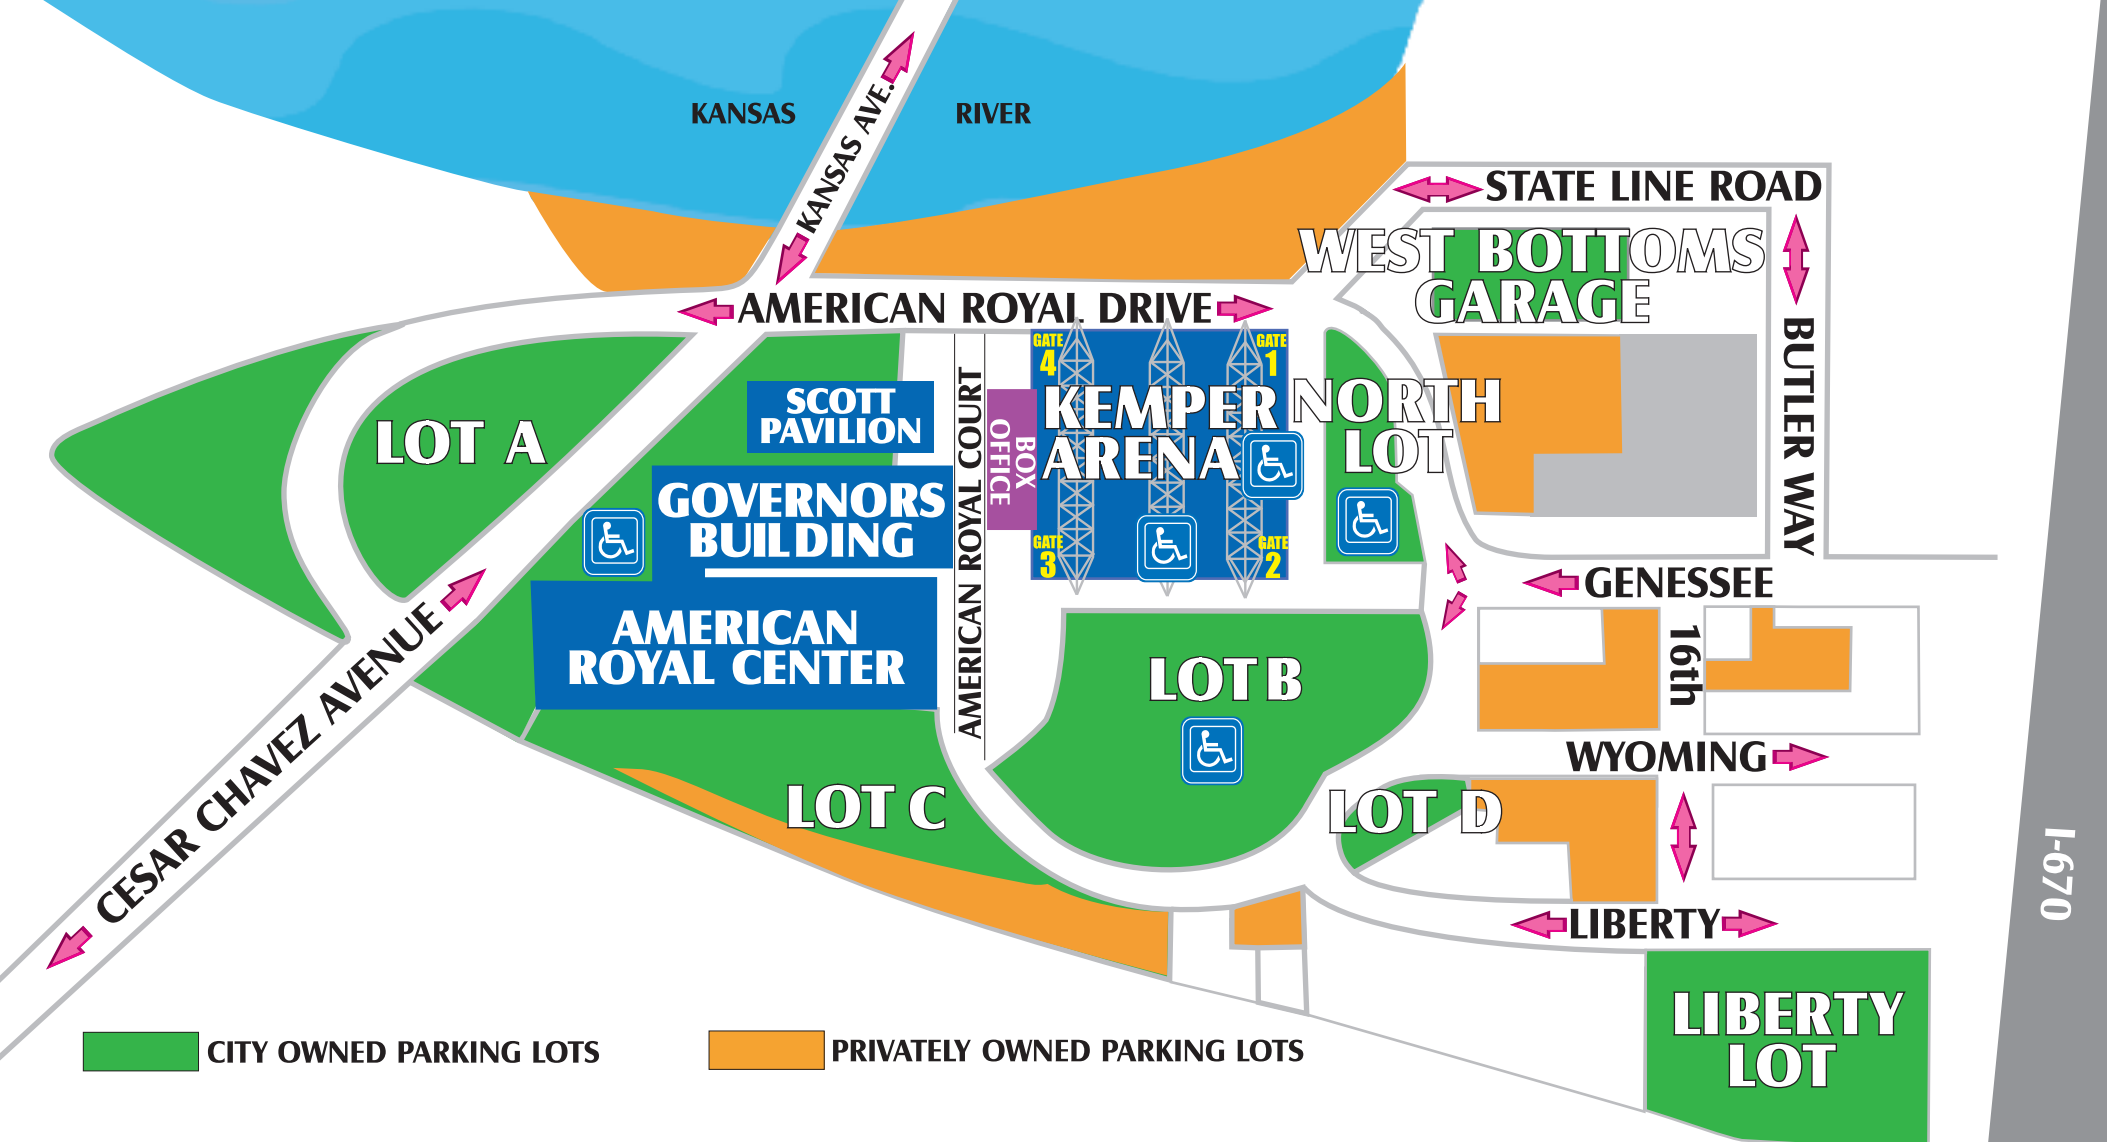 KANSAS
RIVER
KANSAS AVE.
STATE LINE ROAD
WEST BOTTOMS
GARAGE
AMERICAN ROYAL DRIVE
BUTLER WAY
GATE
4
GATE
1
SCOTT
PAVILION
AMERICAN ROYAL COURT
BOX
OFFICE
KEMPER
ARENA
NORTH
LOT
LOT A
GOVERNORS
BUILDING
GATE
3
GATE
2
GENESSEE
AMERICAN
ROYAL CENTER
16th
LOT B
CESAR CHAVEZ AVENUE
WYOMING
LOT C
LOT D
I-670
LIBERTY
LIBERTY
LOT
CITY OWNED PARKING LOTS
PRIVATELY OWNED PARKING LOTS